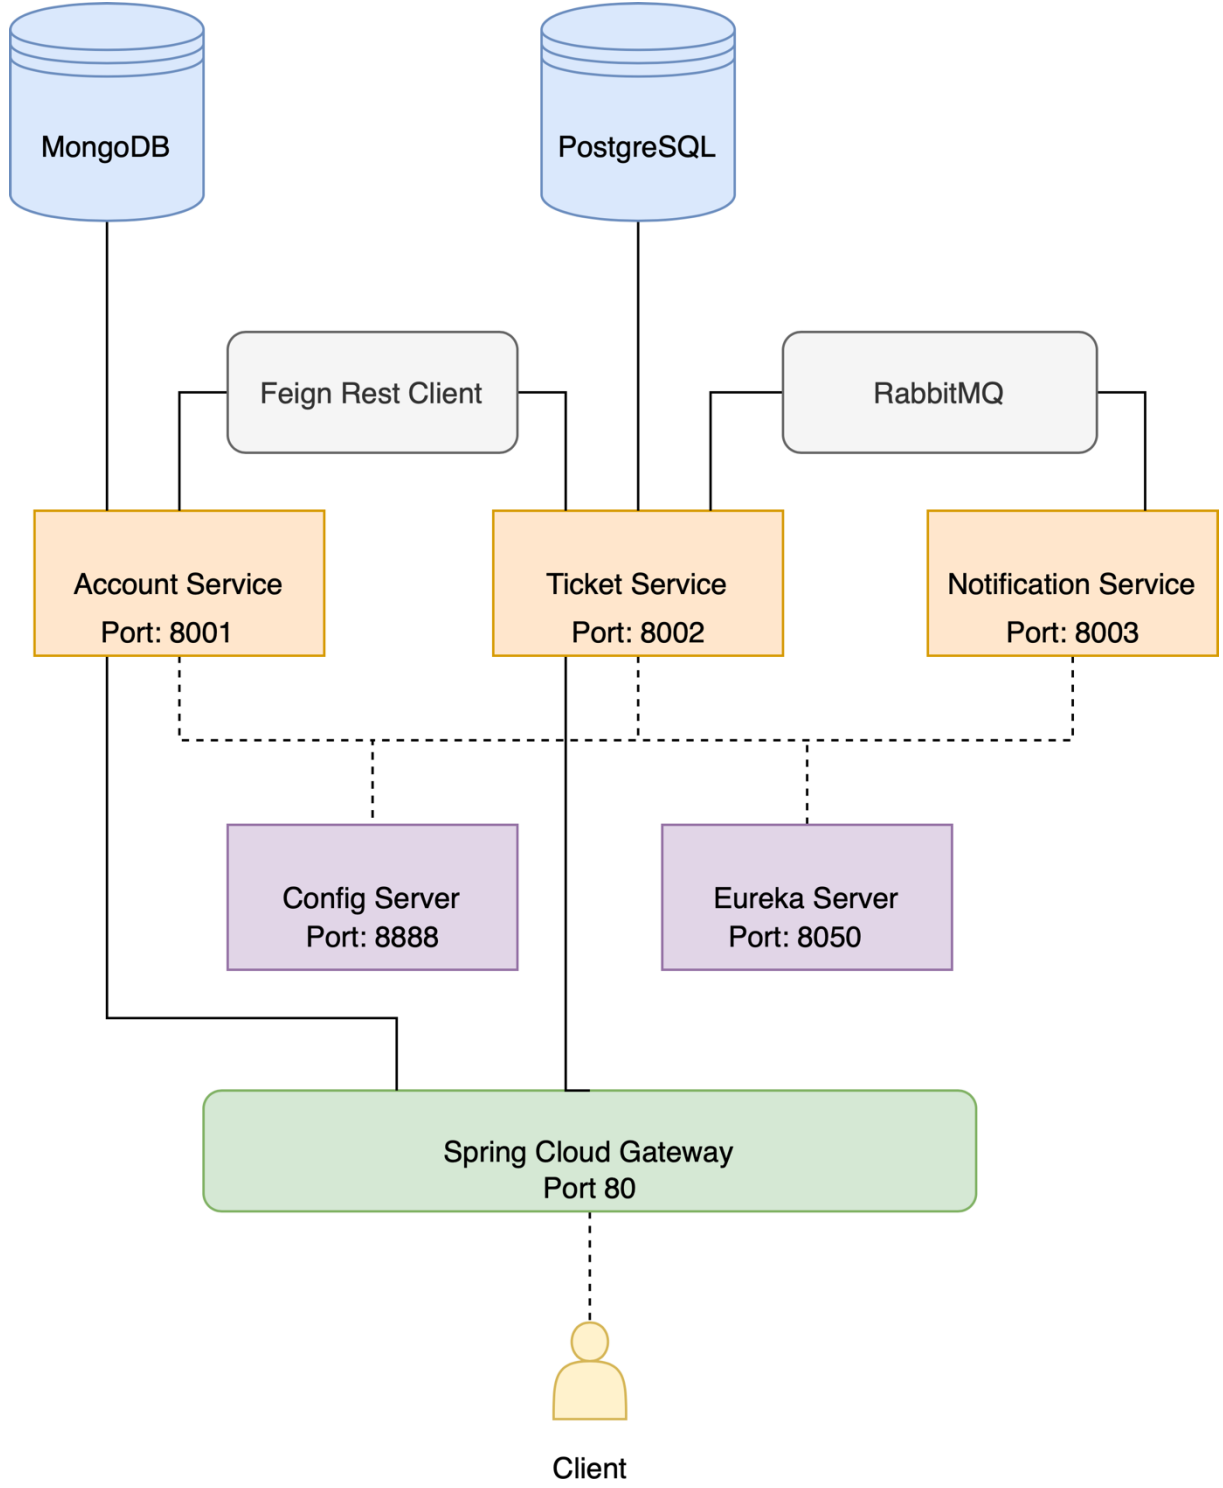 MongoDB
PostgreSQL
Feign Rest Client
RabbitMQ
Account Service
Port: 8001
Ticket Service
Port: 8002
Notification Service
Port: 8003
Config Server
Port: 8888
Eureka Server
Port: 8050
Spring Cloud Gateway
Port 80
Client